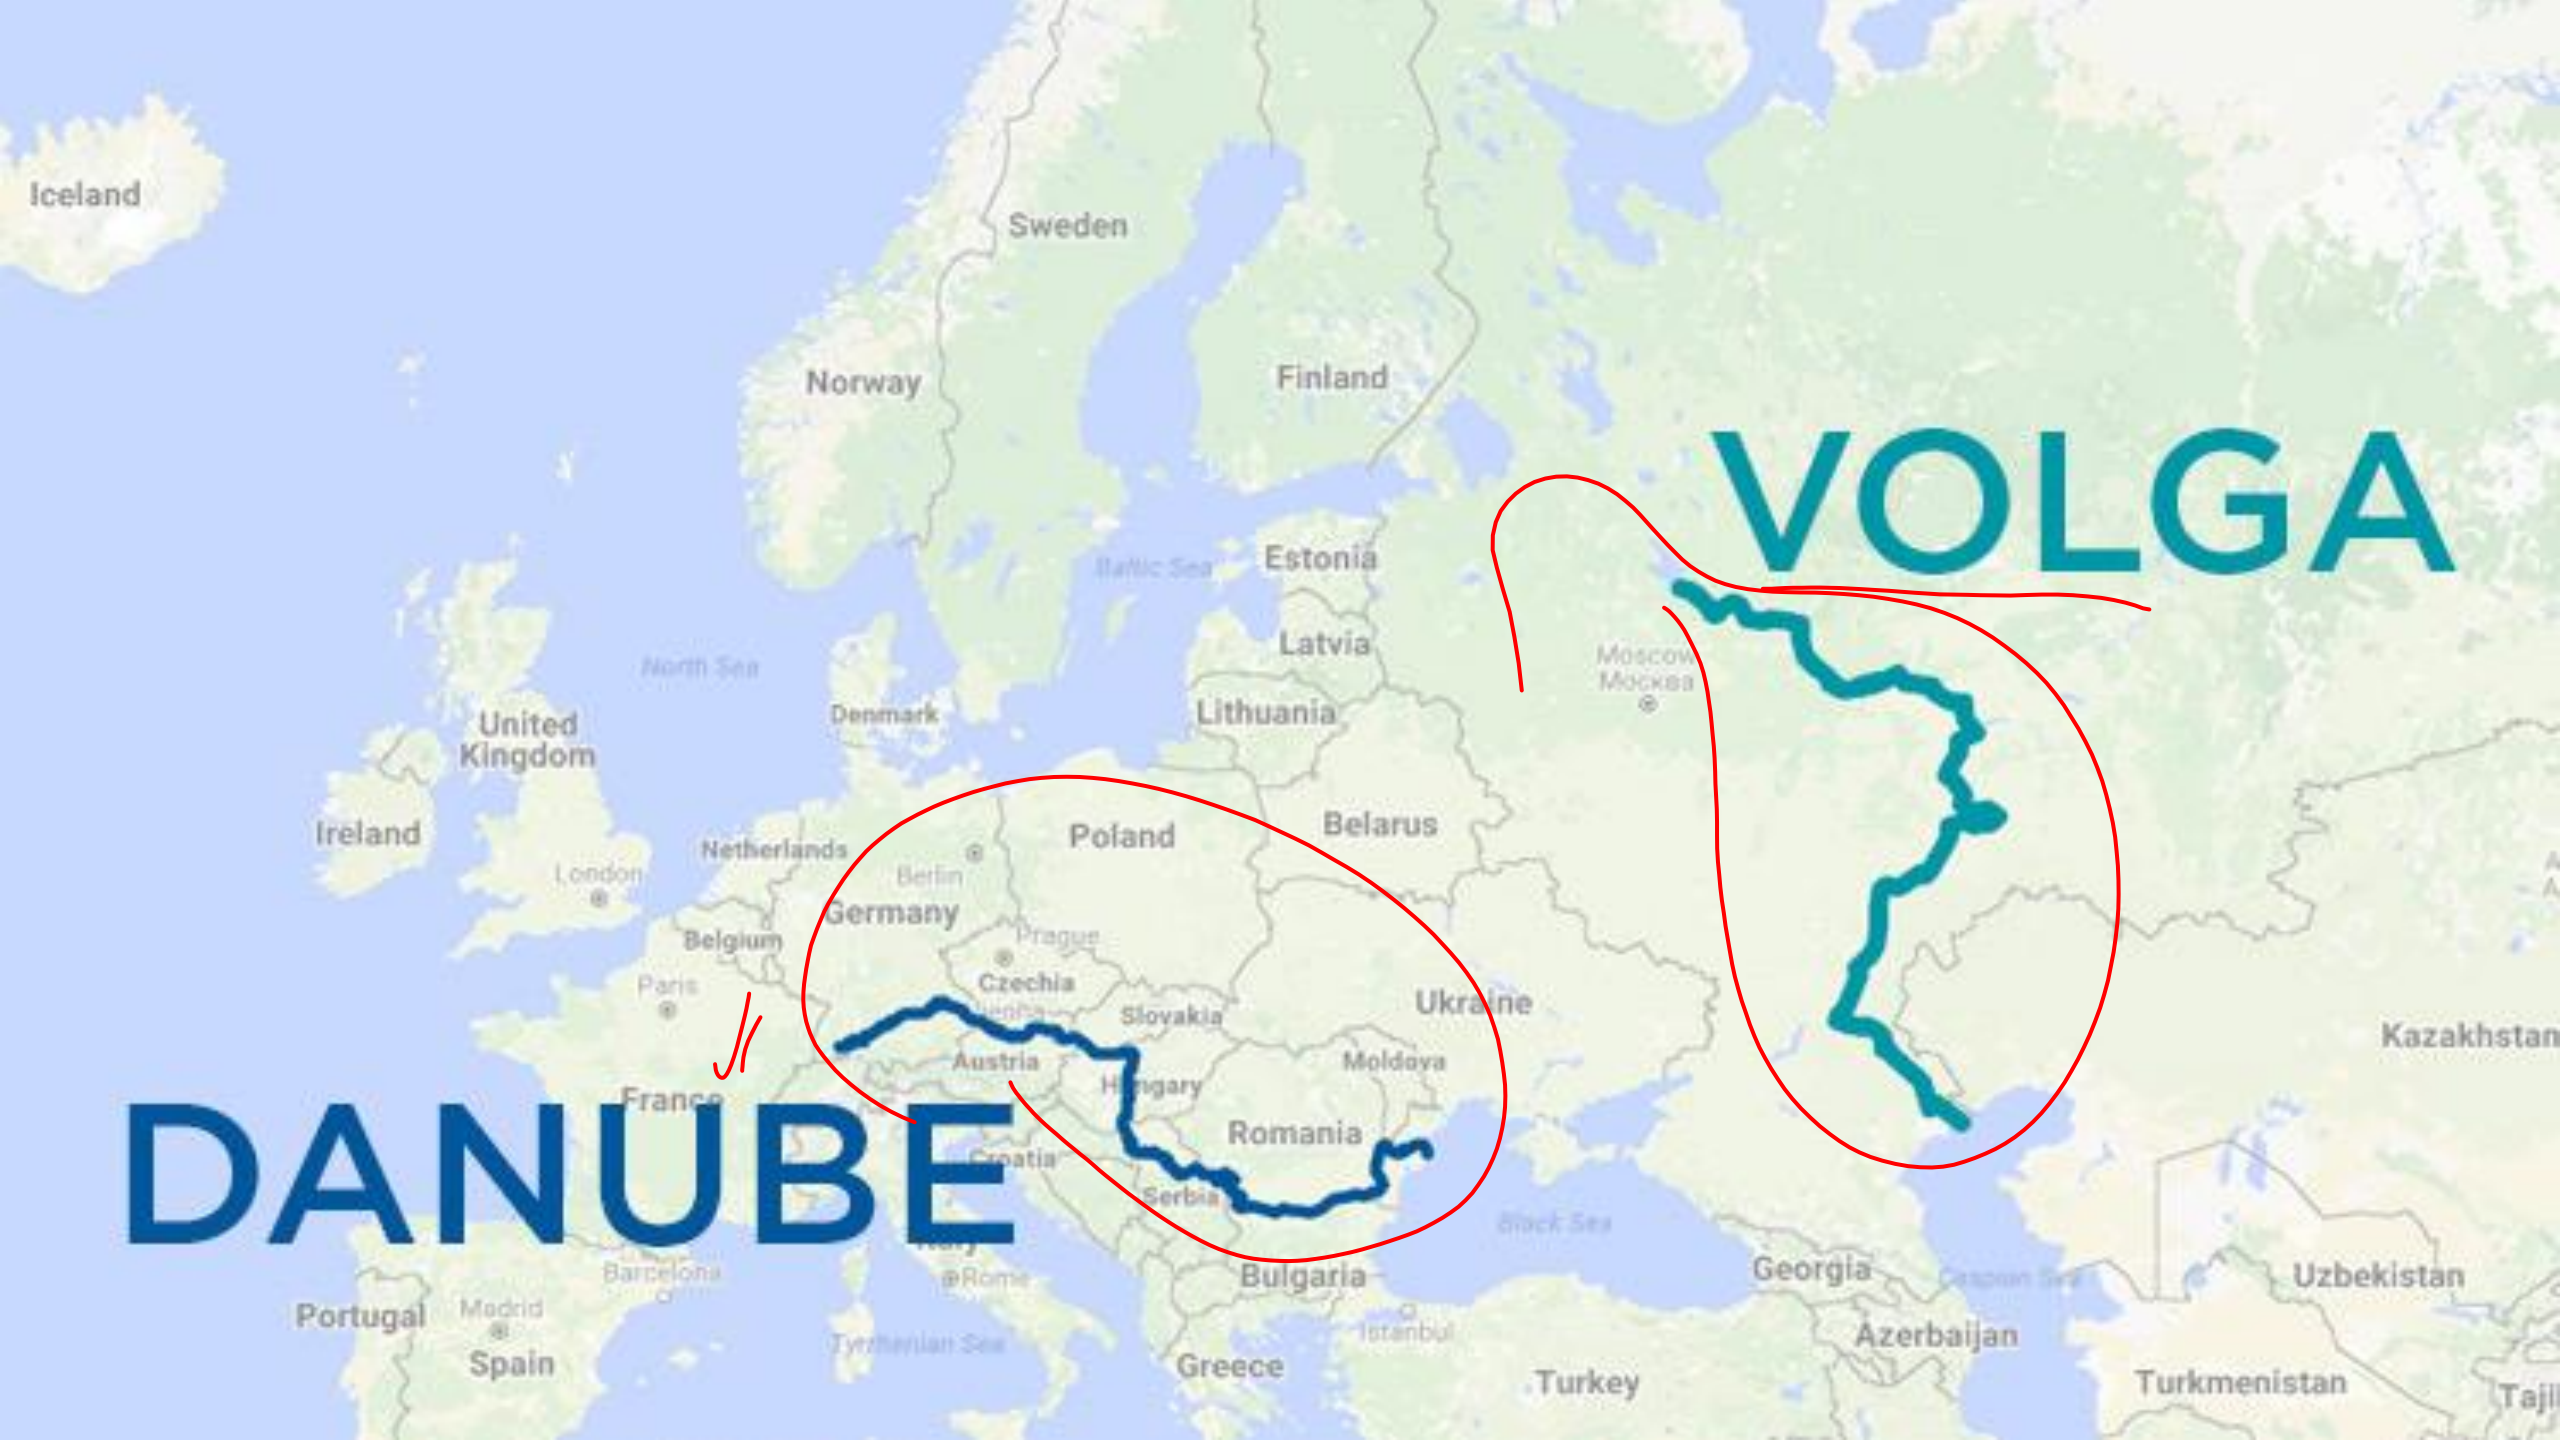 Iceland
Sweden
Norway
Finland
VOLGA
Estonia
Baltic Sea
Latvia
North Sea
Moscow
Москва
Denmark
Lithuania
United
Kingdom
Ireland
Netherlands
Poland
Belarus
London
Berlin
Germany
Belgium
Prague
Paris
Czechia
Slovakia
Ukraine
Kazakhstan
Austria
Moldova
Hungary
France
DANUBE
Romania
Croatia
Serbia
Black Sea
Italy
Barcelona
Rome
Bulgaria
Georgia
Caspian Sea
Uzbekistan
Portugal
Madrid
Istanbul
Azerbaijan
Tyrrhenian Sea
Spain
Greece
Turkey
Turkmenistan